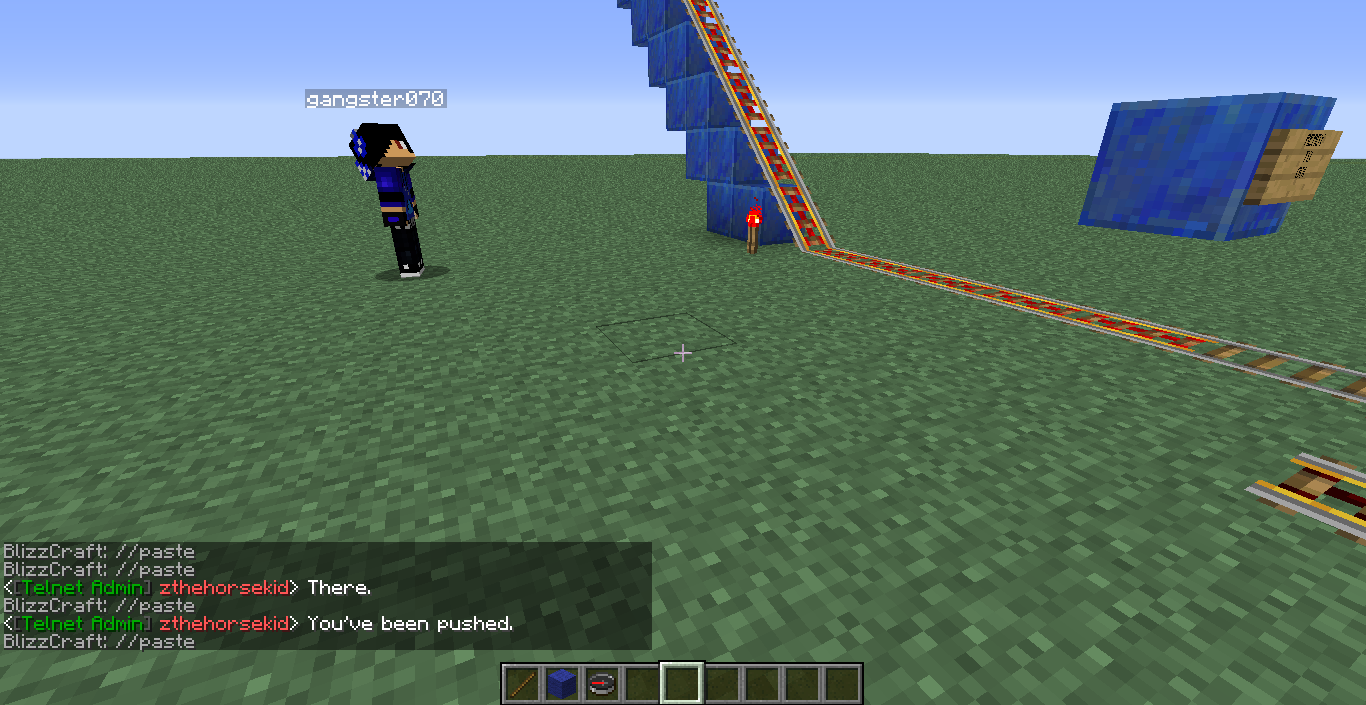 gangster070
BlizzCraft: //paste
BlizzCraft: //paste
<[Telnet Admin] zthehorsekid> There.
BlizzCraft: //paste
<[Telnet Admin] zthehorsekid> You've been pushed.
BlizzCraft: //paste